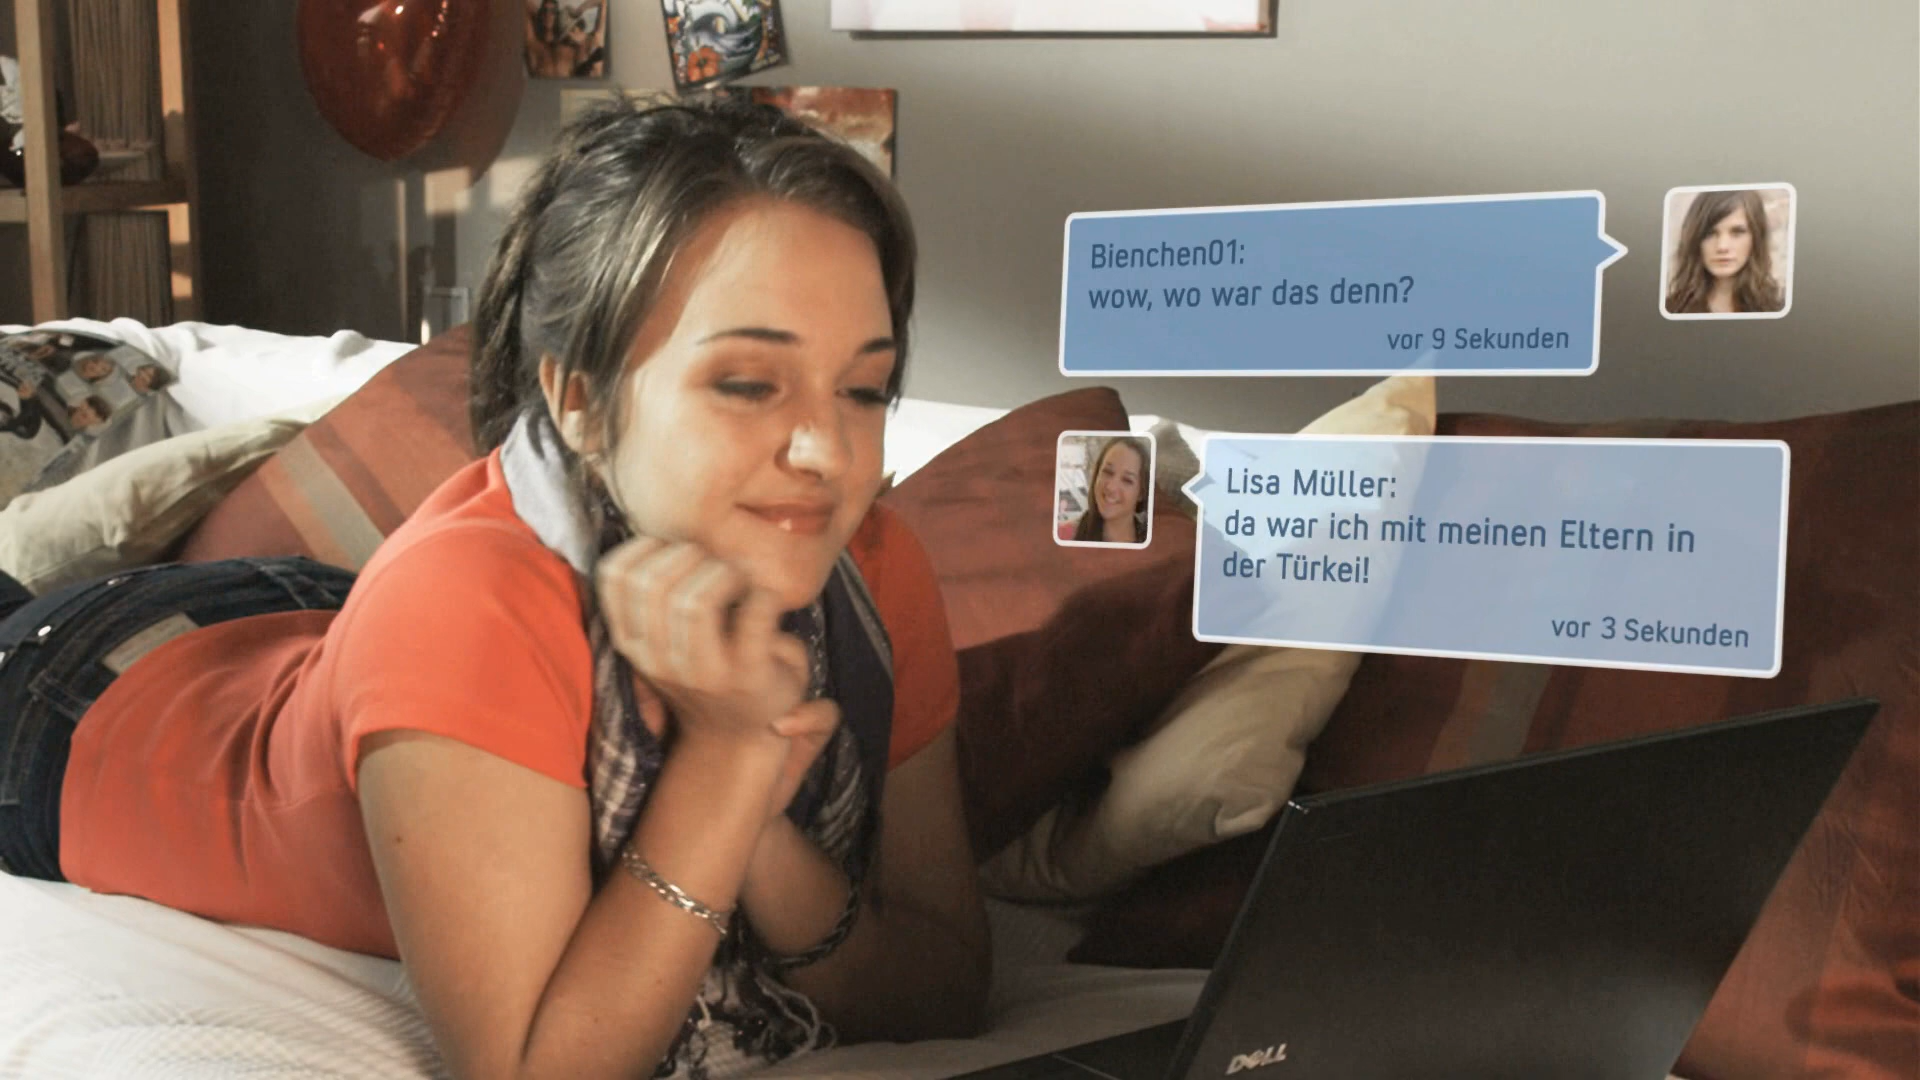 Bienchen01:
wow, wo war das denn?
vor 9 Sekunden
Lisa Müller:
da war ich mit meinen Eltern in
der Türkei!
vor 3 Sekunden
DELL